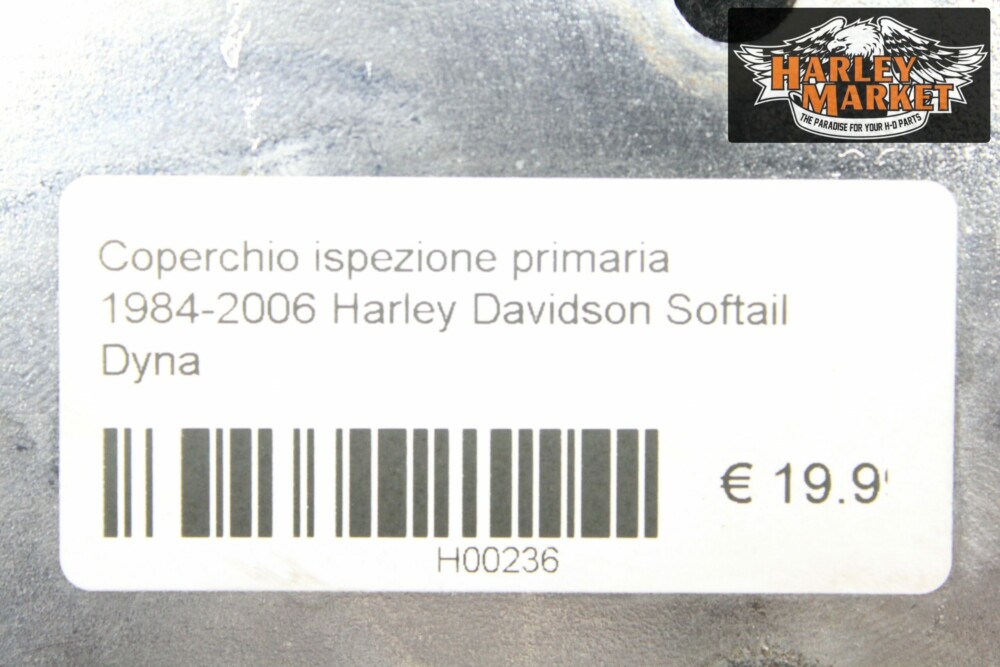 HARLEY
MARKET
THE PARADISE FOR YOUR H-D PARTS
Coperchio ispezione primaria
1984-2006 Harley Davidson Softail
Dyna
€ 19.9
H00236